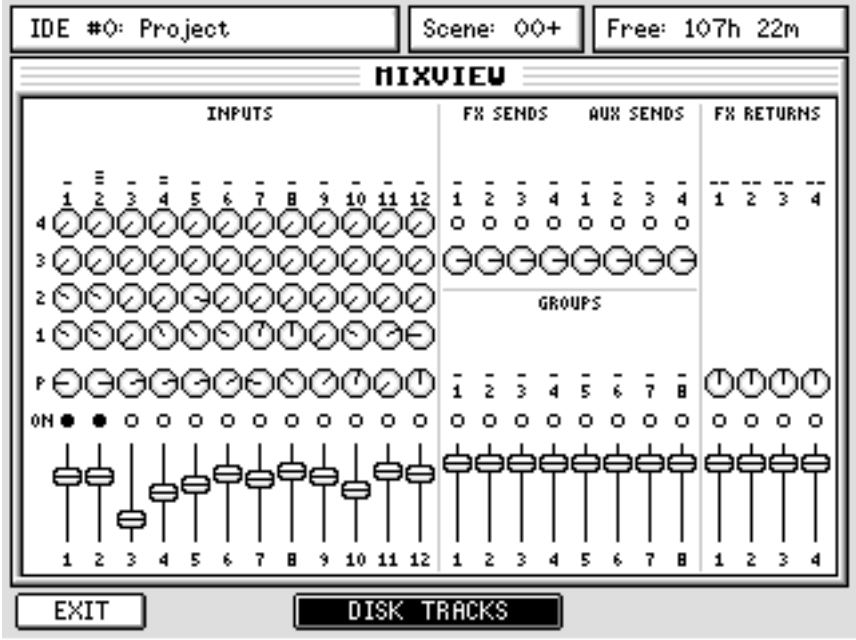 IDE #0: Project Scene: 00+ Free: 107h 22m
MIXVIEW
INPUTS FX SENDS AUX SENDS FX RETURNS
1 2 3 4 5 6 7 8 9 10 11 12 1 2 3 4 1 2 3 4 1 2 3 4
4
3
2
GROUPS
1
P 1 2 3 4 5 6 7 8
ON
1 2 3 4 5 6 7 8 9 10 11 12 1 2 3 4 5 6 7 8 1 2 3 4
EXIT DISK TRACKS